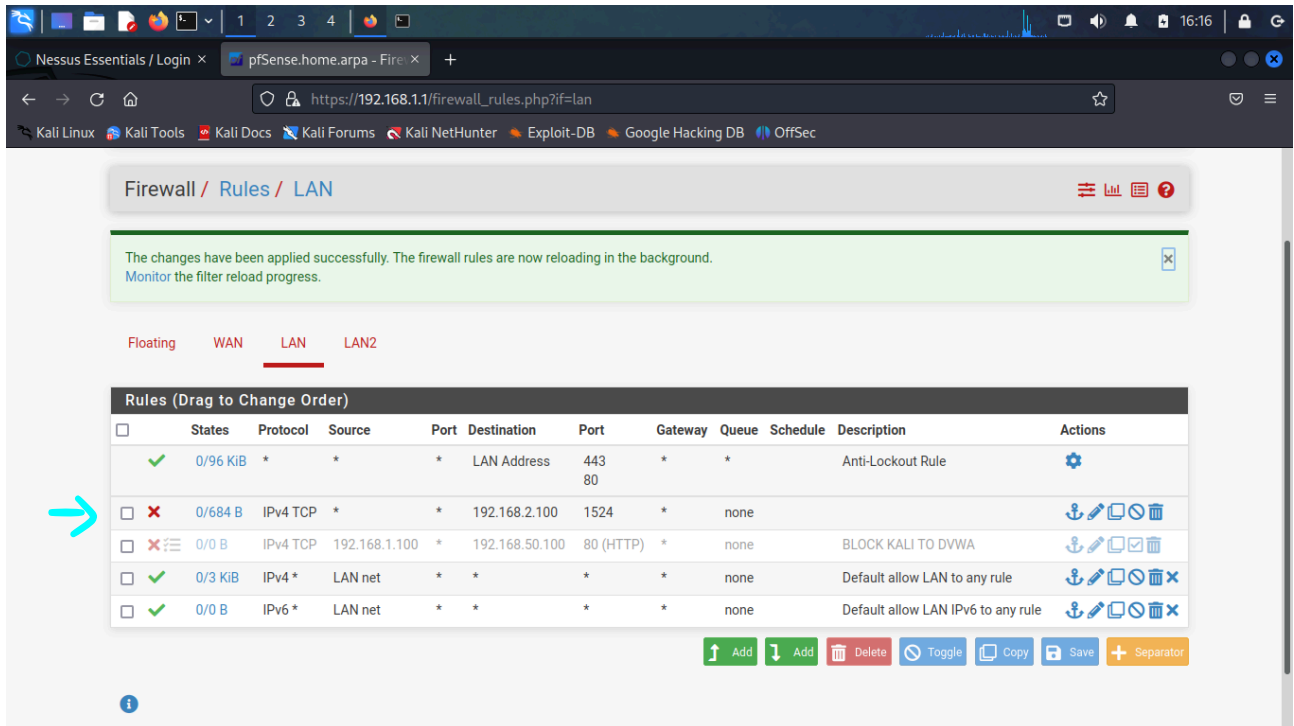 1 2 3 4 16:16
Nessus Essentials / Login × pfSense.home.arpa - Fire × +
https://192.168.1.1/firewall_rules.php?if=lan
Kali Linux Kali Tools Kali Docs Kali Forums Kali NetHunter Exploit-DB Google Hacking DB OffSec
Firewall / Rules / LAN
The changes have been applied successfully. The firewall rules are now reloading in the background.
Monitor the filter reload progress.
Floating WAN LAN LAN2
Rules (Drag to Change Order)
States Protocol Source Port Destination Port Gateway Queue Schedule Description Actions
0/96 KiB * * * LAN Address 443 * * Anti-Lockout Rule
80
0/684 B IPv4 TCP * * 192.168.2.100 1524 * none
0/0 B IPv4 TCP 192.168.1.100 * 192.168.50.100 80 (HTTP) * none BLOCK KALI TO DVWA
0/3 KiB IPv4 * LAN net * * * * none Default allow LAN to any rule
0/0 B IPv6 * LAN net * * * * none Default allow LAN IPv6 to any rule
Add Add Delete Toggle Copy Save Separator